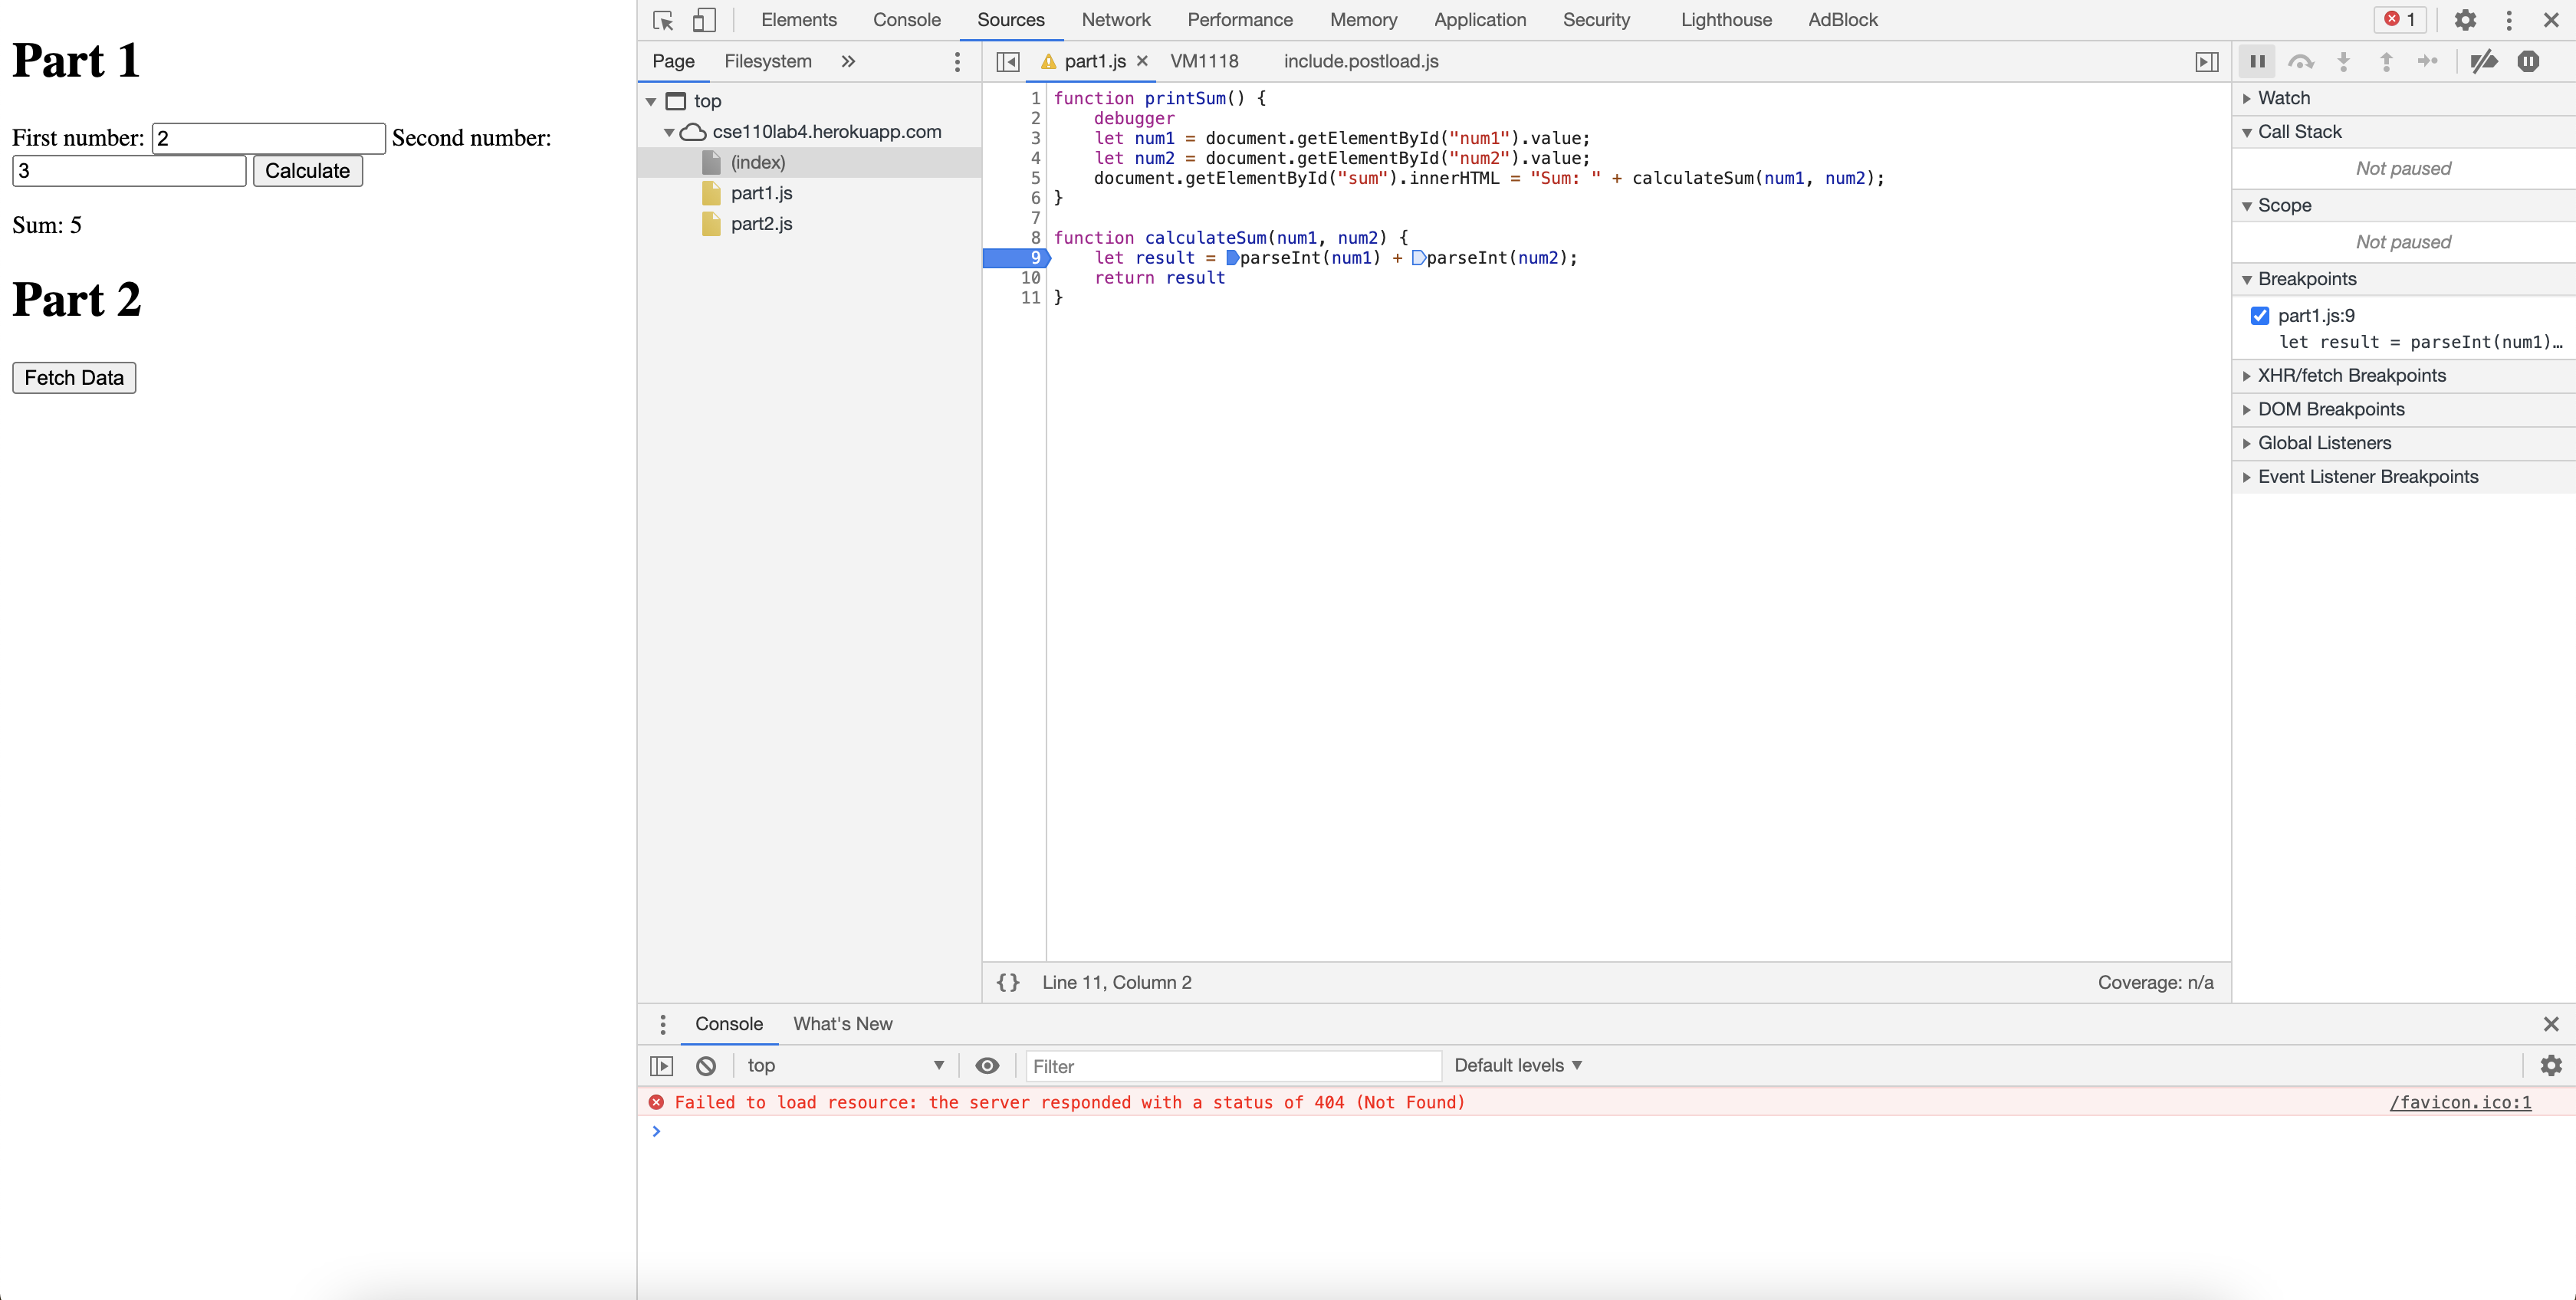 Part 1
First number: 2 Second number:
3 Calculate
Sum: 5
Part 2
Fetch Data
Elements Console Sources Network Performance Memory Application Security Lighthouse AdBlock 1
Page Filesystem
top
cse110lab4.herokuapp.com
(index)
part1.js
part2.js
part1.js VM1118 include.postload.js
1 function printSum() {
2 debugger
3 let num1 = document.getElementById("num1").value;
4 let num2 = document.getElementById("num2").value;
5 document.getElementById("sum").innerHTML = "Sum: " + calculateSum(num1, num2);
6 }
7
8 function calculateSum(num1, num2) {
9 let result = parseInt(num1) + parseInt(num2);
10 return result
11 }
{} Line 11, Column 2 Coverage: n/a
Watch
Call Stack
Not paused
Scope
Not paused
Breakpoints
part1.js:9
let result = parseInt(num1)…
XHR/fetch Breakpoints
DOM Breakpoints
Global Listeners
Event Listener Breakpoints
Console What's New
top Filter Default levels
Failed to load resource: the server responded with a status of 404 (Not Found) /favicon.ico:1